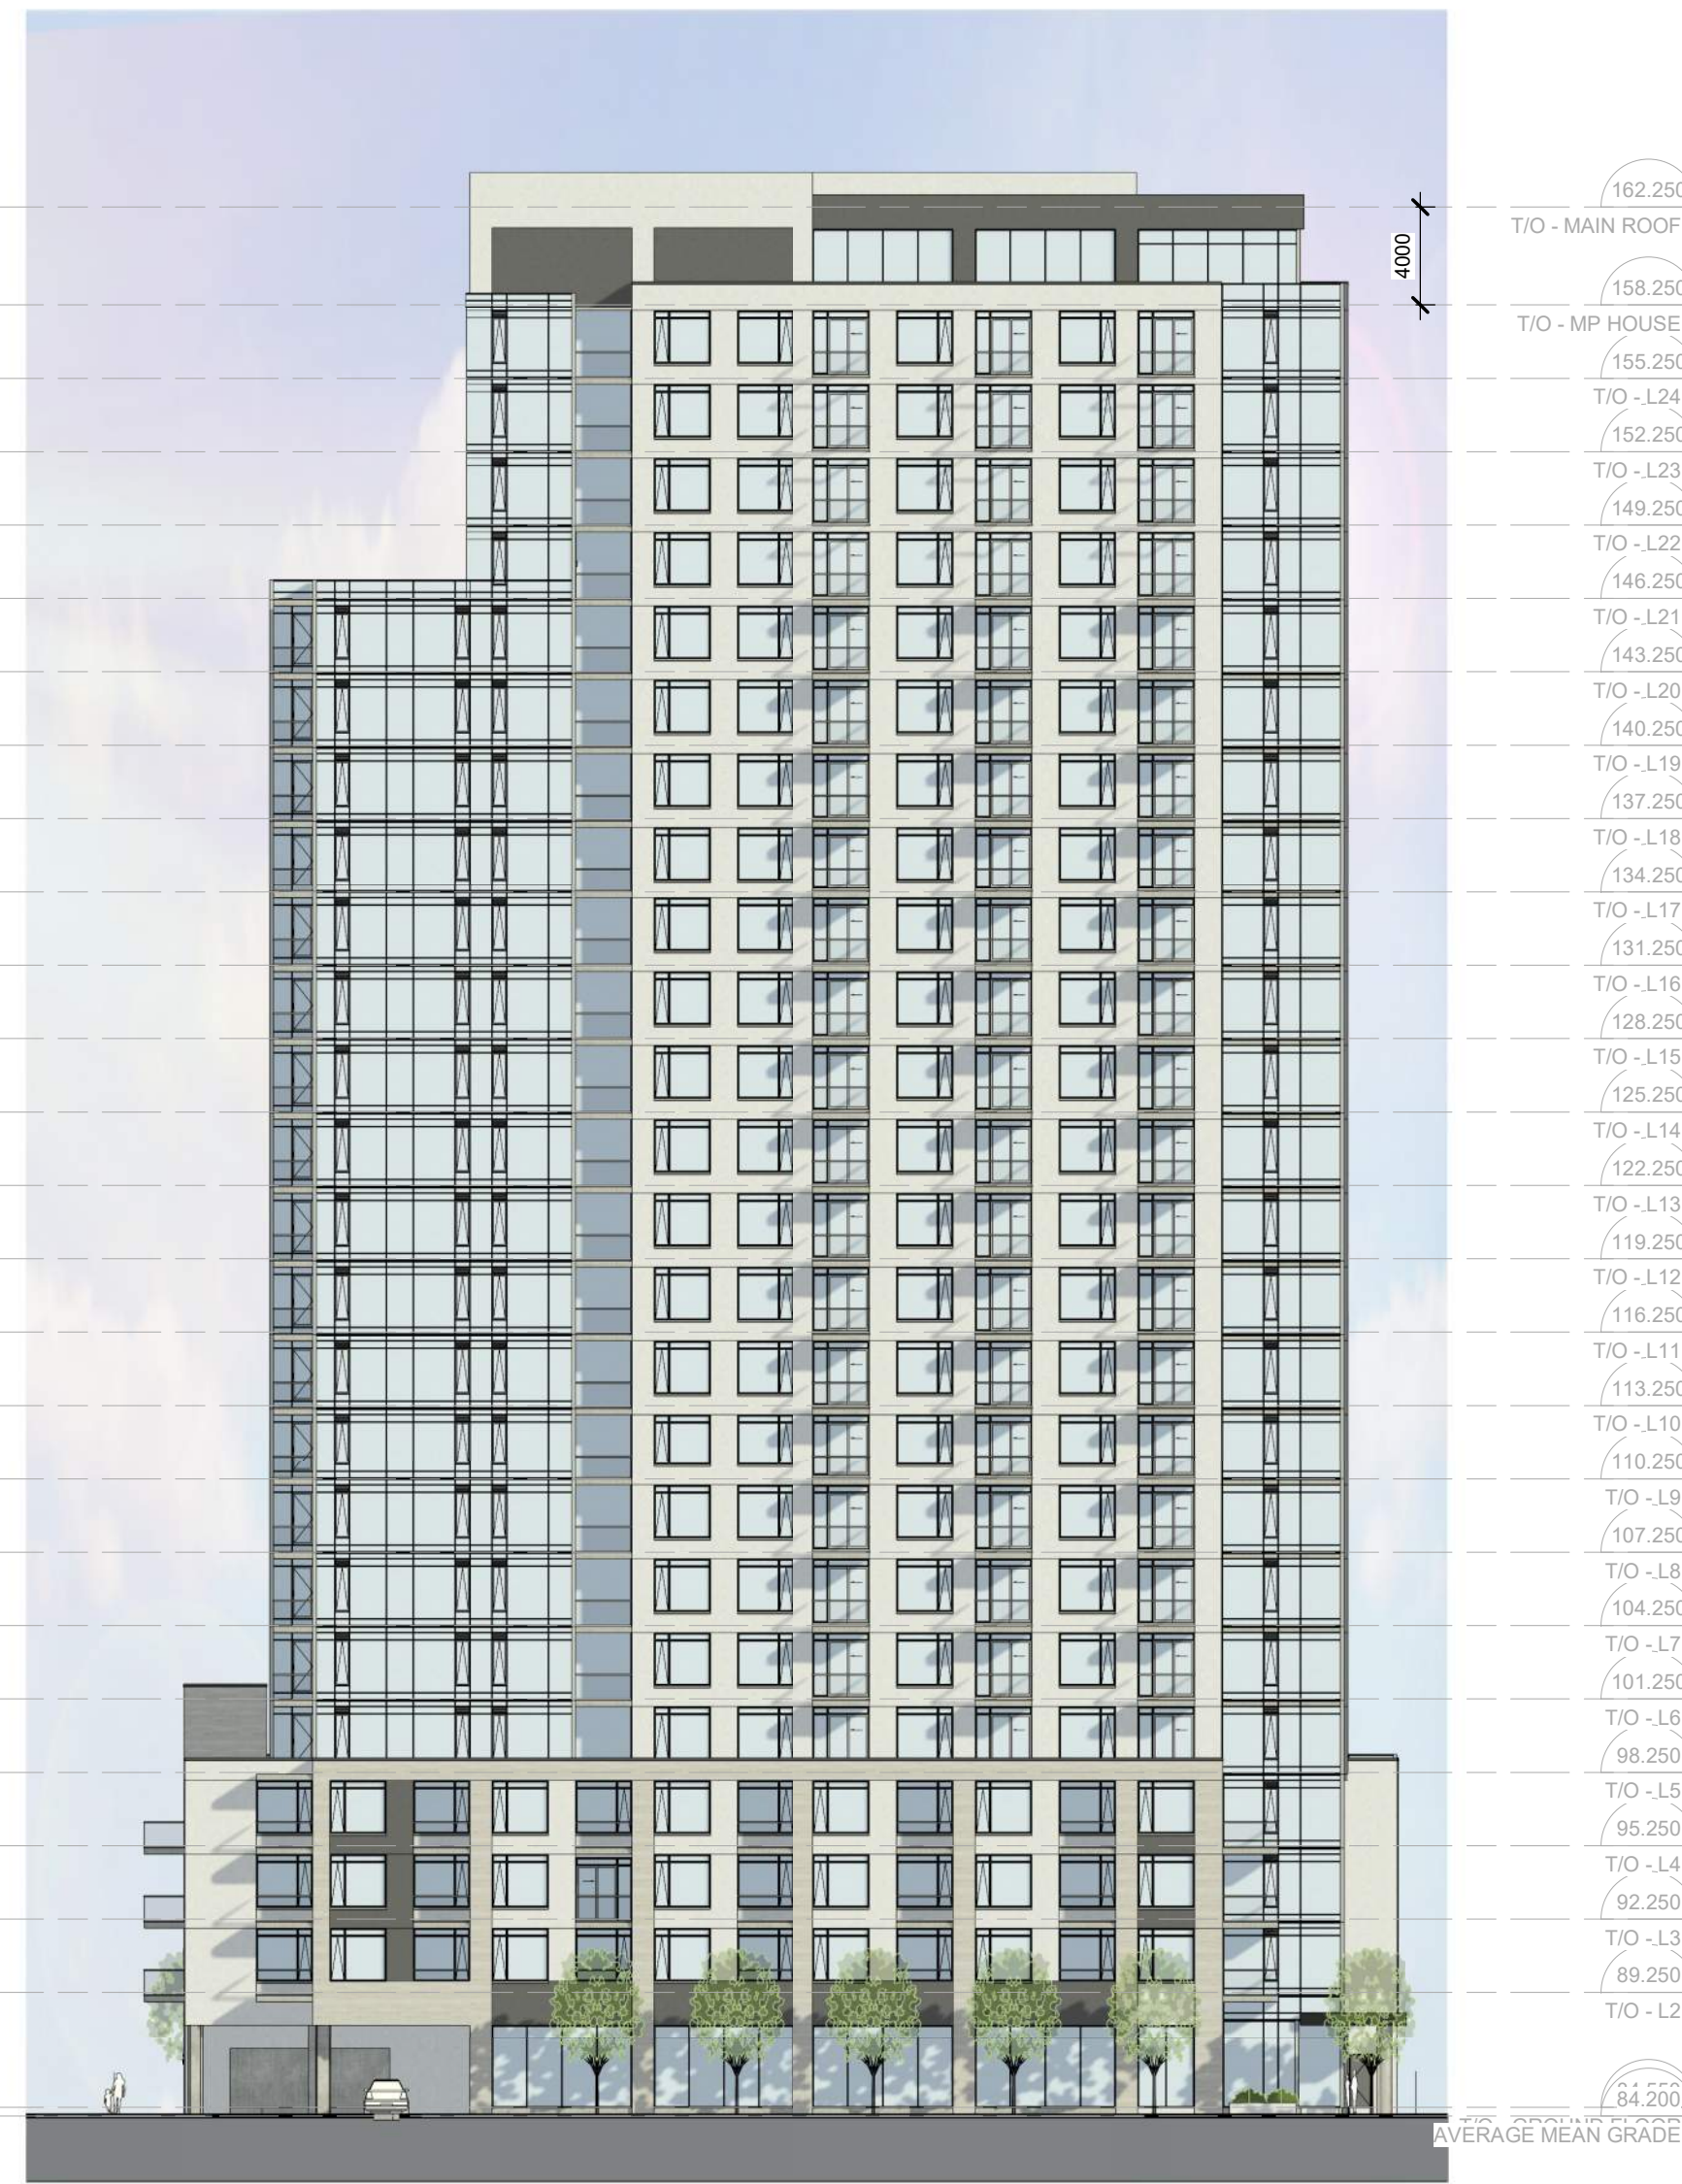 162.250
T/O - MAIN ROOF
4000
158.250
T/O - MP HOUSE
155.250
T/O - L24
152.250
T/O - L23
149.250
T/O - L22
146.250
T/O - L21
143.250
T/O - L20
140.250
T/O - L19
137.250
T/O - L18
134.250
T/O - L17
131.250
T/O - L16
128.250
T/O - L15
125.250
T/O - L14
122.250
T/O - L13
119.250
T/O - L12
116.250
T/O - L11
113.250
T/O - L10
110.250
T/O - L9
107.250
T/O - L8
104.250
T/O - L7
101.250
T/O - L6
98.250
T/O - L5
95.250
T/O - L4
92.250
T/O - L3
89.250
T/O - L2
84.200
T/O - GROUND FLOOR
AVERAGE MEAN GRADE